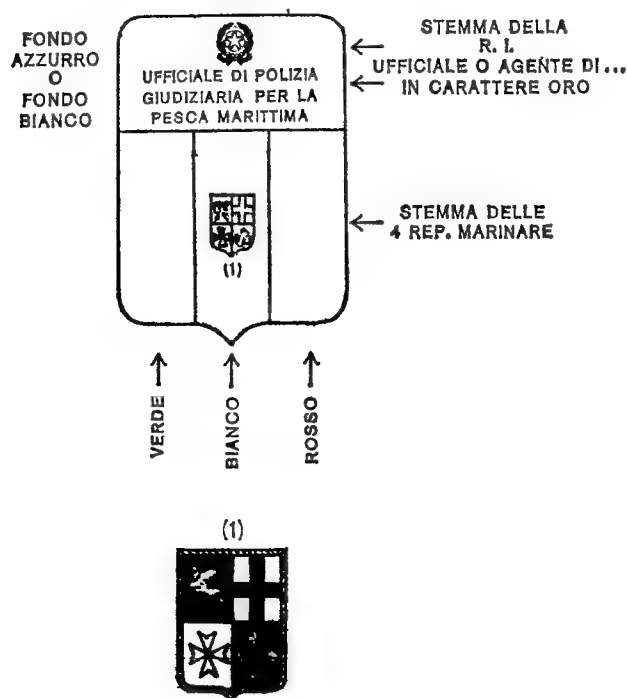 FONDO
AZZURRO
O
FONDO
BIANCO
UFFICIALE DI POLIZIA
GIUDIZIARIA PER LA
PESCA MARITTIMA
(1)
STEMMA DELLA
R. I.
UFFICIALE O AGENTE DI...
IN CARATTERE ORO
STEMMA DELLE
4 REP. MARINARE
VERDE
BIANCO
ROSSO
(1)